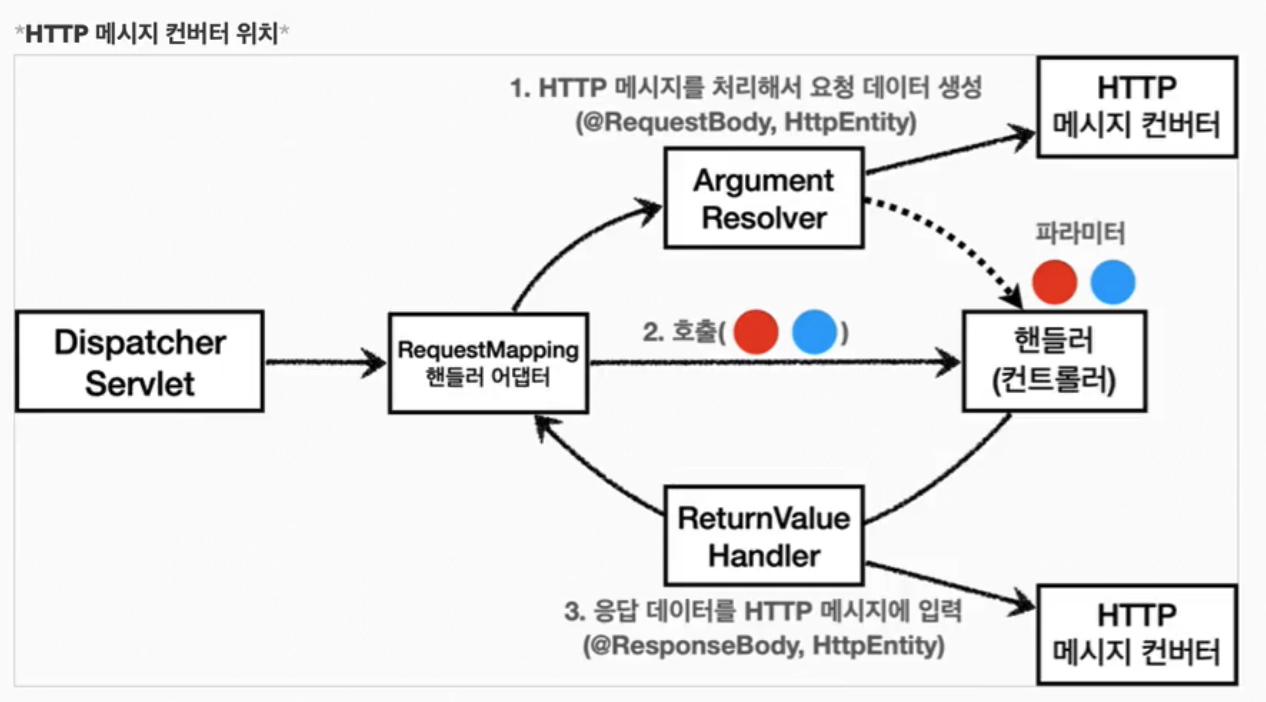 *HTTP 메시지 컨버터 위치*
1. HTTP 메시지를 처리해서 요청 데이터 생성
(@RequestBody, HttpEntity)
HTTP
메시지 컨버터
Argument
Resolver
파라미터
Dispatcher
Servlet
RequestMapping
핸들러 어댑터
2. 호출( )
핸들러
(컨트롤러)
ReturnValue
Handler
3. 응답 데이터를 HTTP 메시지에 입력
(@ResponseBody, HttpEntity)
HTTP
메시지 컨버터